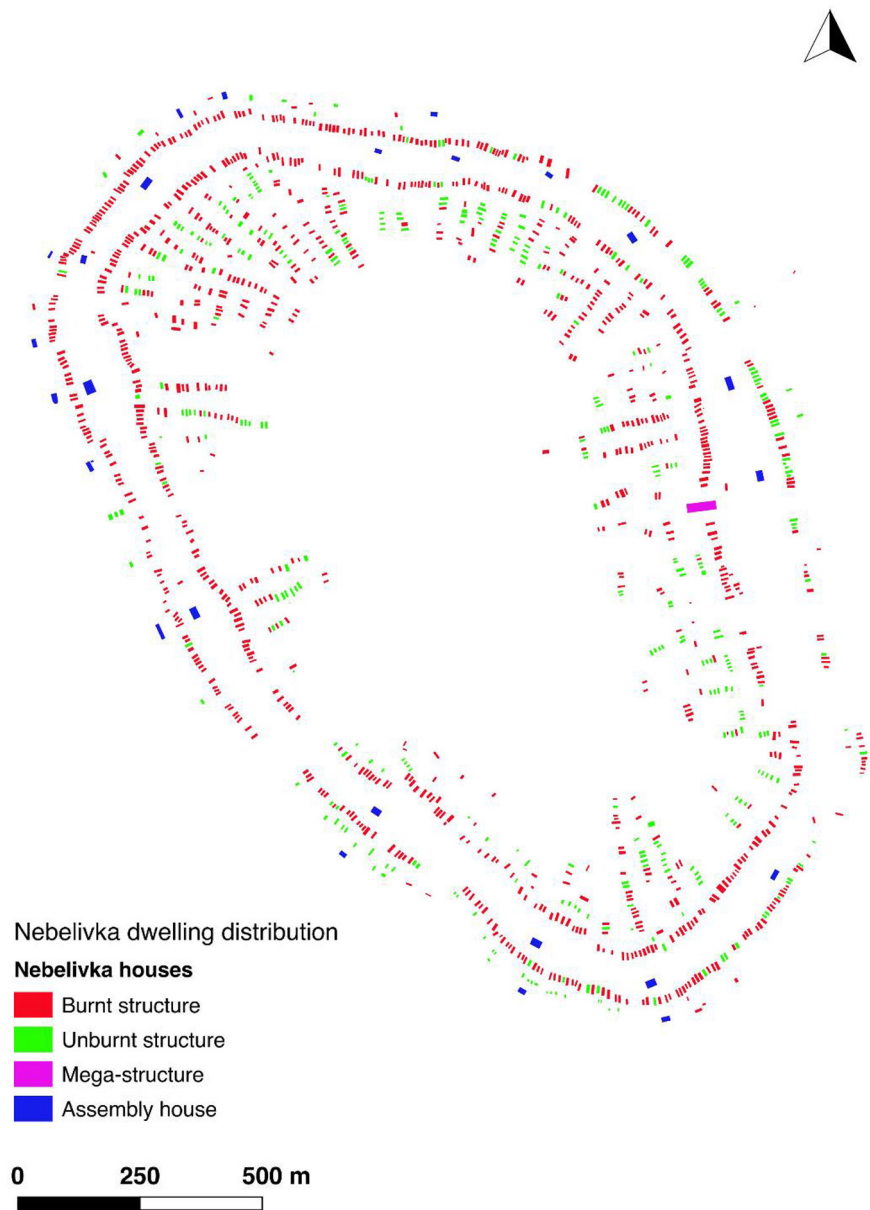 Nebelivka dwelling distribution
Nebelivka houses
Burnt structure
Unburnt structure
Mega-structure
Assembly house
0 250 500 m